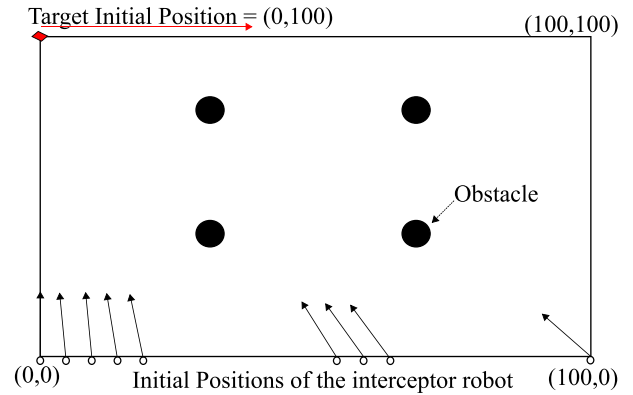 Target Initial Position = (0,100)
(100,100)
Obstacle
(0,0)
Initial Positions of the interceptor robot
(100,0)